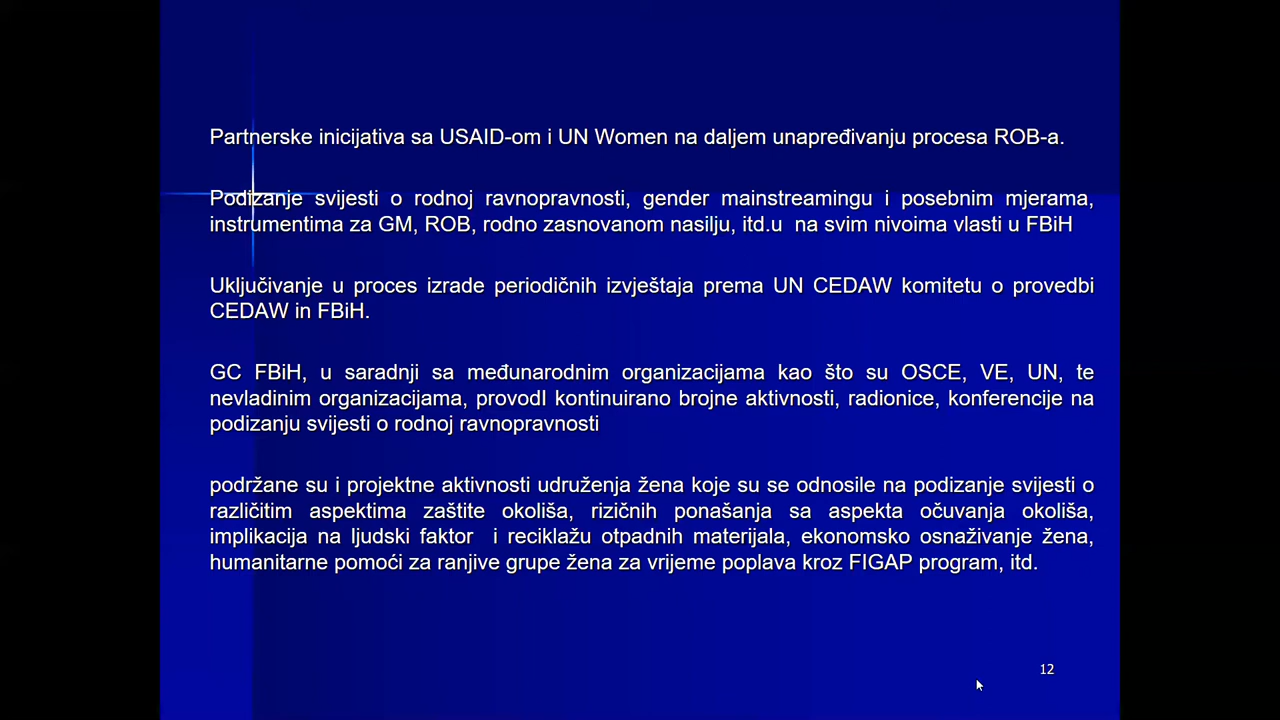 Partnerske inicijativa sa USAID-om i UN Women na daljem unapređivanju procesa ROB-a.
Podizanje svijesti o rodnoj ravnopravnosti, gender mainstreamingu i posebnim mjerama,
instrumentima za GM, ROB, rodno zasnovanom nasilju, itd.u  na svim nivoima vlasti u FBiH
Uključivanje u proces izrade periodičnih izvještaja prema UN CEDAW komitetu o provedbi
CEDAW in FBiH.
GC FBiH, u saradnji sa međunarodnim organizacijama kao što su OSCE, VE, UN, te
nevladinim organizacijama, provodI kontinuirano brojne aktivnosti, radionice, konferencije na
podizanju svijesti o rodnoj ravnopravnosti
podržane su i projektne aktivnosti udruženja žena koje su se odnosile na podizanje svijesti o
različitim aspektima zaštite okoliša, rizičnih ponašanja sa aspekta očuvanja okoliša,
implikacija na ljudski faktor  i reciklažu otpadnih materijala, ekonomsko osnaživanje žena,
humanitarne pomoći za ranjive grupe žena za vrijeme poplava kroz FIGAP program, itd.
12